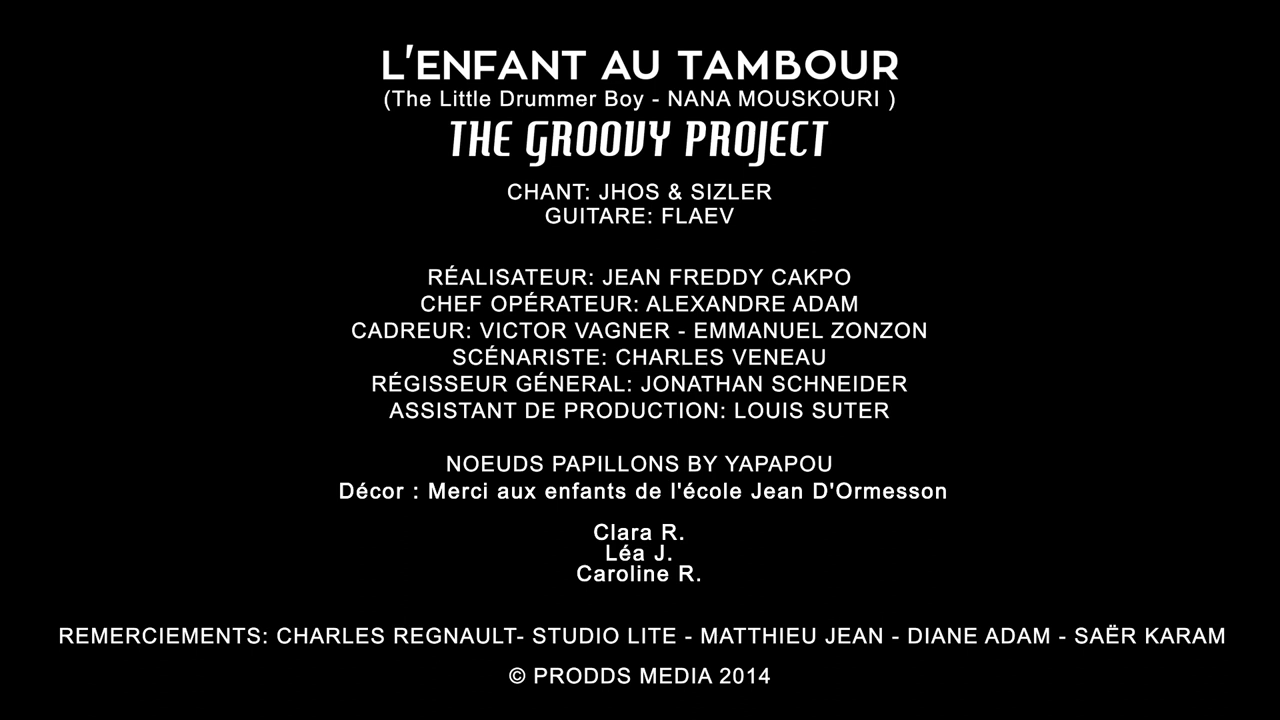 L'ENFANT AU TAMBOUR
(The Little Drummer Boy - NANA MOUSKOURI )
THE GROOVY PROJECT
CHANT: JHOS & SIZLER
GUITARE: FLAEV
RÉALISATEUR: JEAN FREDDY CAKPO
CHEF OPÉRATEUR: ALEXANDRE ADAM
CADREUR: VICTOR VAGNER - EMMANUEL ZONZON
SCÉNARISTE: CHARLES VENEAU
RÉGISSEUR GÉNERAL: JONATHAN SCHNEIDER
ASSISTANT DE PRODUCTION: LOUIS SUTER
NOEUDS PAPILLONS BY YAPAPOU
Décor : Merci aux enfants de l'école Jean D'Ormesson
Clara R.
Léa J.
Caroline R.
REMERCIEMENTS: CHARLES REGNAULT- STUDIO LITE - MATTHIEU JEAN - DIANE ADAM - SAËR KARAM
© PRODDS MEDIA 2014